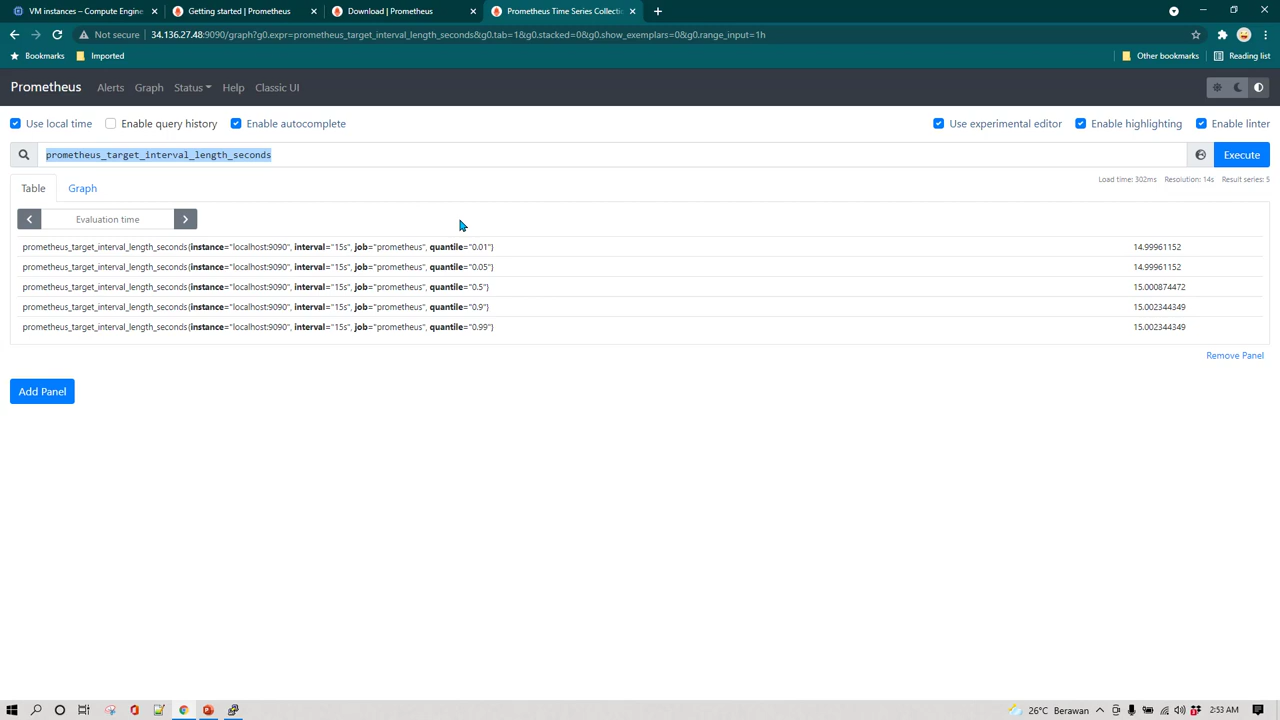 VM instances – Compute Engine
Getting started | Prometheus
Download | Prometheus
Prometheus Time Series Collecti
Not secure
34.136.27.48:9090/graph?g0.expr=prometheus_target_interval_length_seconds&g0.tab=1&g0.stacked=0&g0.show_exemplars=0&g0.range_input=1h
Bookmarks
Imported
Other bookmarks
Reading list
Prometheus
Alerts
Graph
Status
Help
Classic UI
Use local time
Enable query history
Enable autocomplete
Use experimental editor
Enable highlighting
Enable linter
prometheus_target_interval_length_seconds
Execute
Table
Graph
Load time: 302ms
Resolution: 14s
Result series: 5
Evaluation time
prometheus_target_interval_length_seconds{instance="localhost:9090", interval="15s", job="prometheus", quantile="0.01"} 14.99961152
prometheus_target_interval_length_seconds{instance="localhost:9090", interval="15s", job="prometheus", quantile="0.05"} 14.99961152
prometheus_target_interval_length_seconds{instance="localhost:9090", interval="15s", job="prometheus", quantile="0.5"} 15.000874472
prometheus_target_interval_length_seconds{instance="localhost:9090", interval="15s", job="prometheus", quantile="0.9"} 15.002344349
prometheus_target_interval_length_seconds{instance="localhost:9090", interval="15s", job="prometheus", quantile="0.99"} 15.002344349
Remove Panel
Add Panel
26°C Berawan
2:53 AM